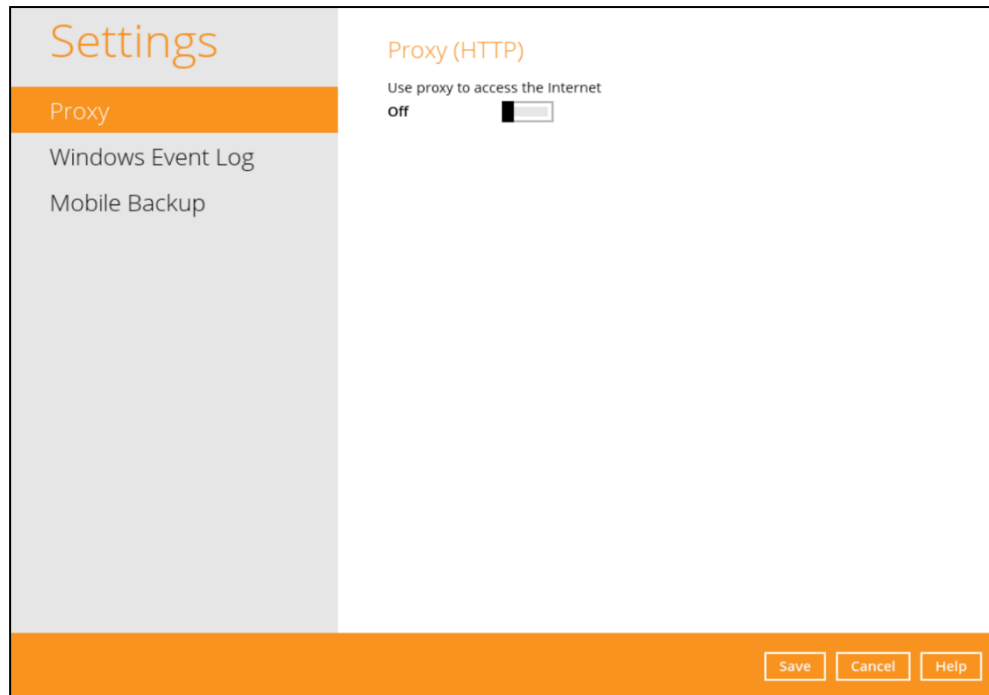 Settings
Proxy
Windows Event Log
Mobile Backup
Proxy (HTTP)
Use proxy to access the Internet
Off
Save Cancel Help